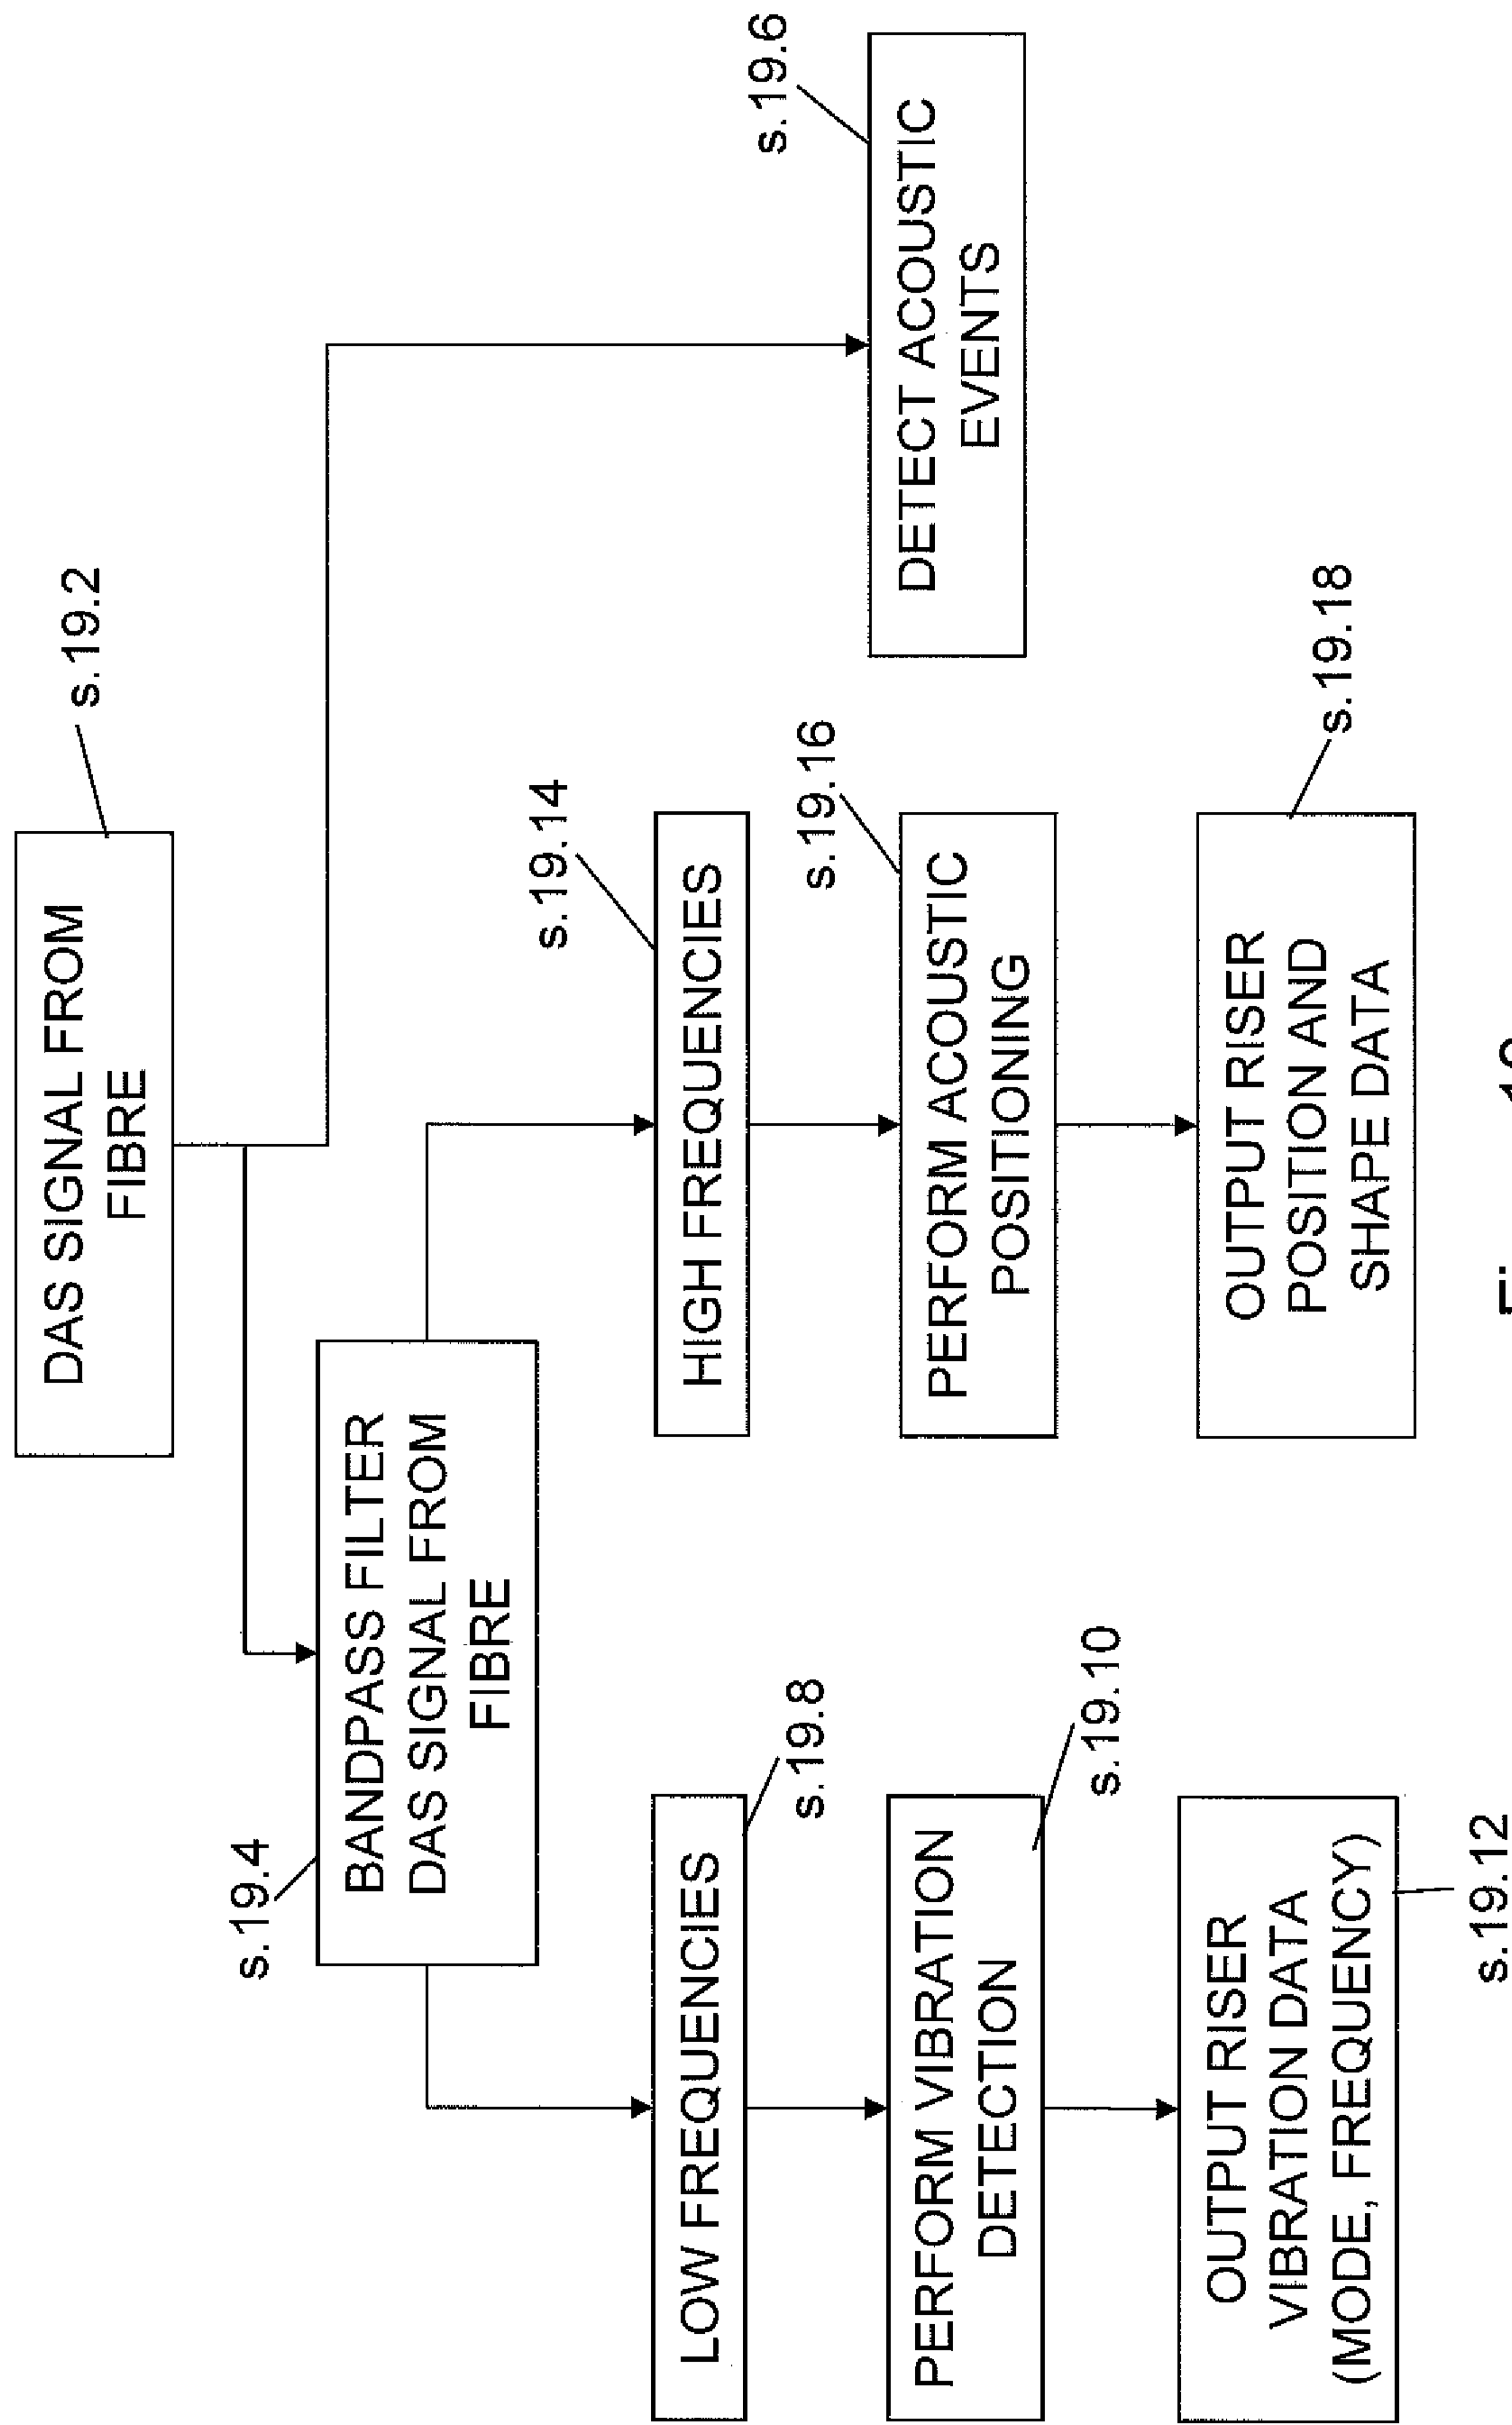 DAS SIGNAL FROM
FIBRE
s.19.2
s.19.4
BANDPASS FILTER
DAS SIGNAL FROM
FIBRE
LOW FREQUENCIES
s.19.8
PERFORM VIBRATION
DETECTION
s.19.10
OUTPUT RISER
VIBRATION DATA
(MODE, FREQUENCY)
s.19.12
s.19.14
HIGH FREQUENCIES
s.19.16
PERFORM ACOUSTIC
POSITIONING
OUTPUT RISER
POSITION AND
SHAPE DATA
s.19.18
s.19.6
DETECT ACOUSTIC
EVENTS